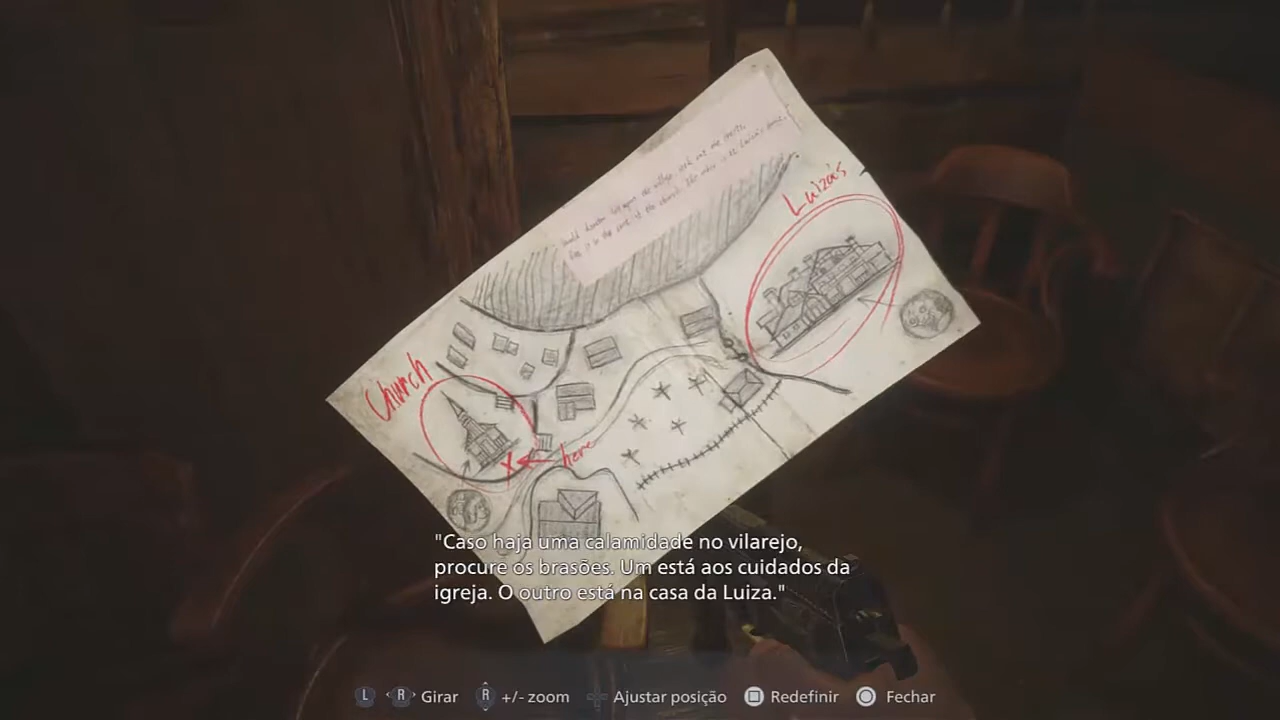 Luiza's
Church
here
"Caso haja uma calamidade no vilarejo,
procure os brasões. Um está aos cuidados da
igreja. O outro está na casa da Luiza."
L R Girar R +/- zoom Ajustar posição Redefinir Fechar